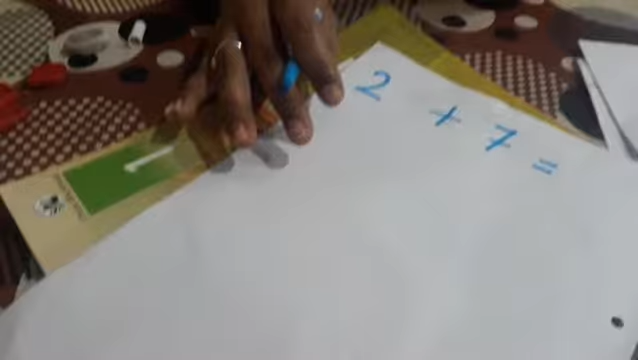 2 + 7 =